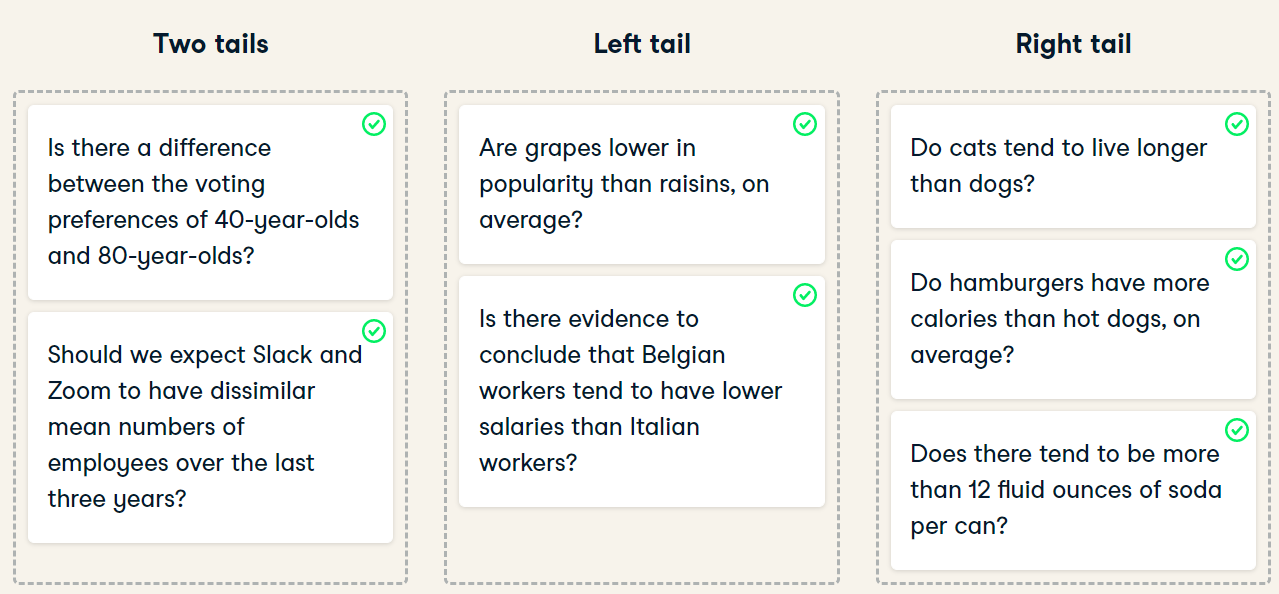 Two tails
Is there a difference
between the voting
preferences of 40-year-olds
and 80-year-olds?
Should we expect Slack and
Zoom to have dissimilar
mean numbers of
employees over the last
three years?
Left tail
Are grapes lower in
popularity than raisins, on
average?
Is there evidence to
conclude that Belgian
workers tend to have lower
salaries than Italian
workers?
Right tail
Do cats tend to live longer
than dogs?
Do hamburgers have more
calories than hot dogs, on
average?
Does there tend to be more
than 12 fluid ounces of soda
per can?